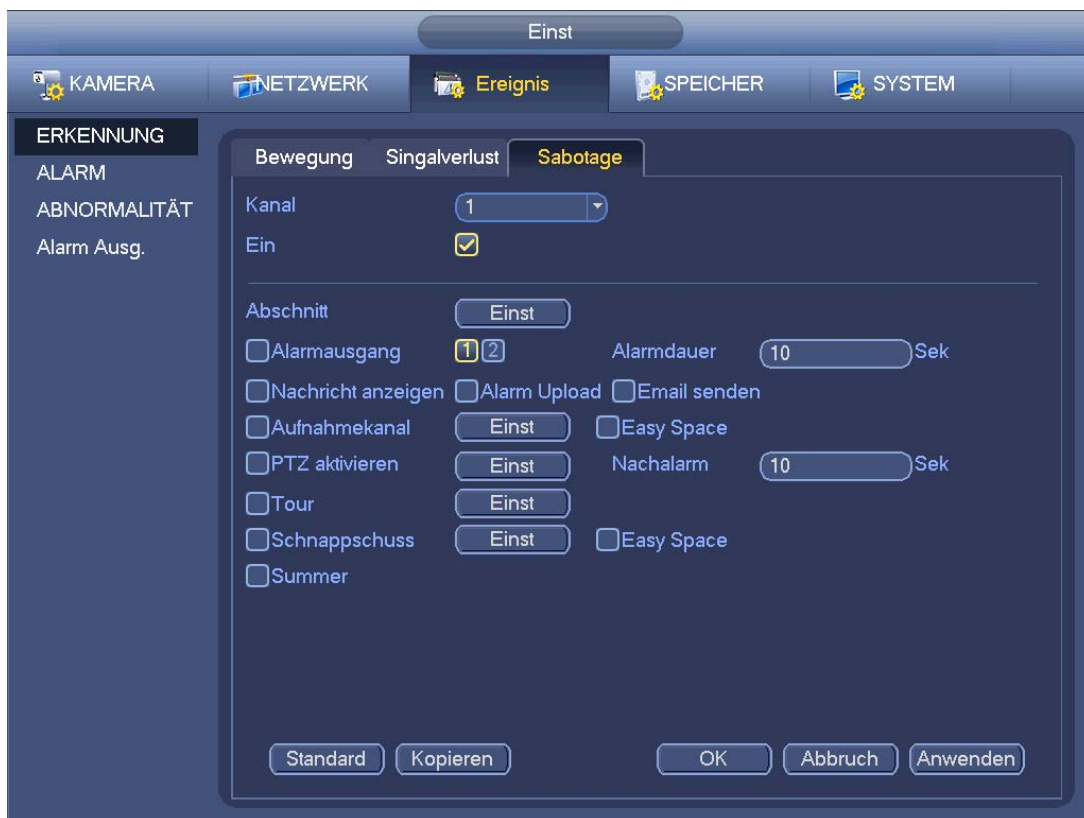 Einst
KAMERA NETZWERK Ereignis SPEICHER SYSTEM
ERKENNUNG
ALARM
ABNORMALITÄT
Alarm Ausg.
Bewegung Singalverlust Sabotage
Kanal 1
Ein
Abschnitt Einst
Alarmausgang 1 2 Alarmdauer 10 Sek
Nachricht anzeigen Alarm Upload Email senden
Aufnahmekanal Einst Easy Space
PTZ aktivieren Einst Nachalarm 10 Sek
Tour Einst
Schnappschuss Einst Easy Space
Summer
Standard Kopieren OK Abbruch Anwenden